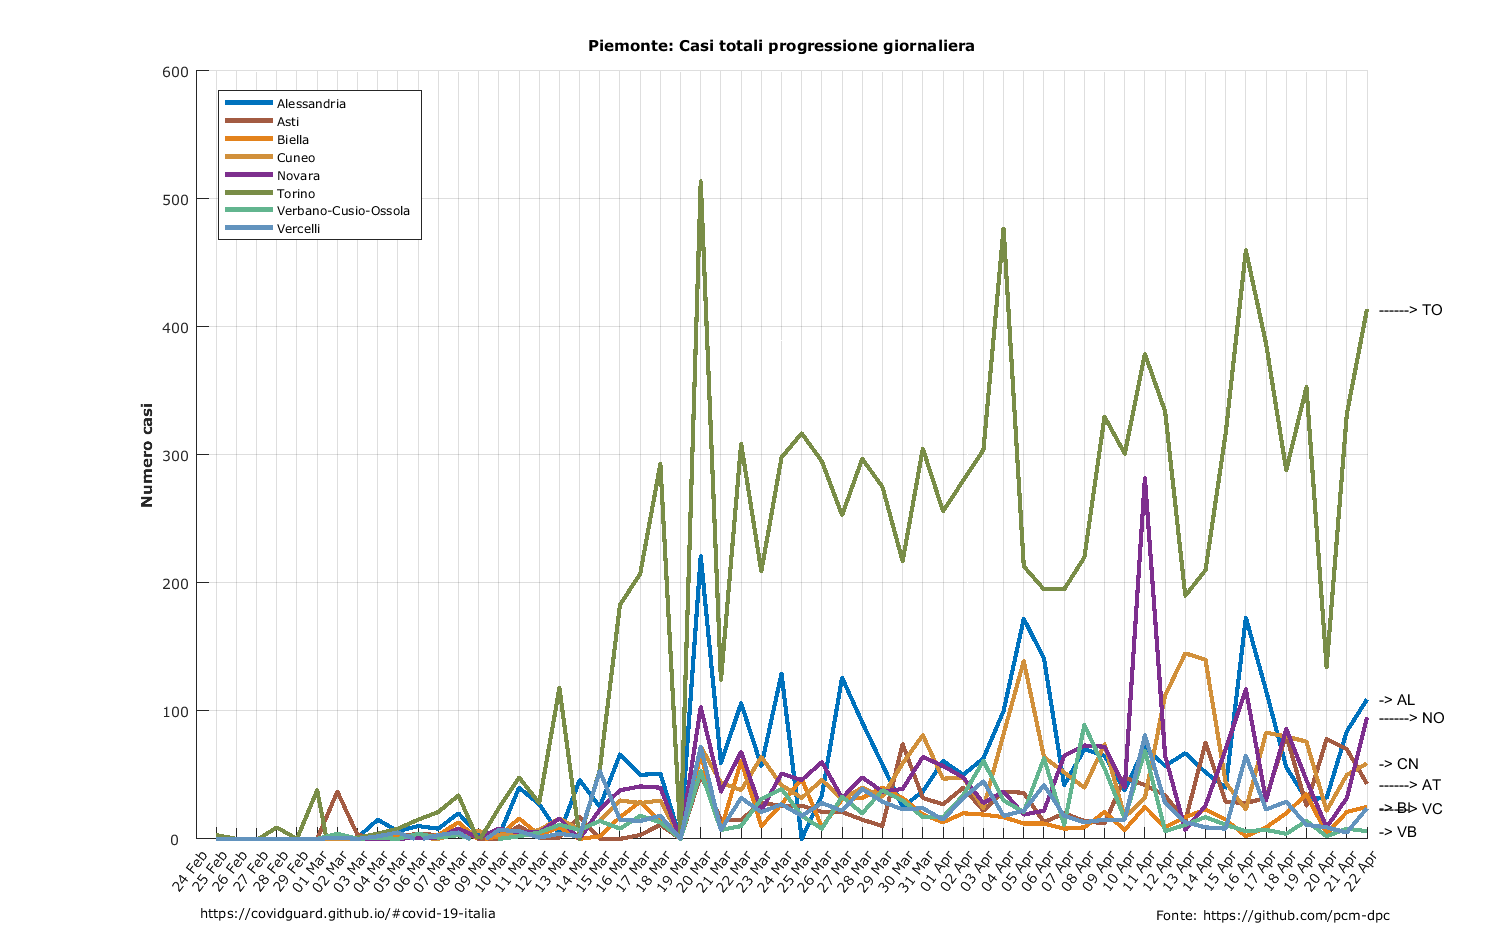 Piemonte: Casi totali progressione giornaliera
600
500
400
300
200
100
0
Numero casi
Alessandria
Asti
Biella
Cuneo
Novara
Torino
Verbano-Cusio-Ossola
Vercelli
------> TO
-> AL
------> NO
-> CN
------> AT
-> BI
------> VC
-> VB
24 Feb
25 Feb
26 Feb
27 Feb
28 Feb
29 Feb
01 Mar
02 Mar
03 Mar
04 Mar
05 Mar
06 Mar
07 Mar
08 Mar
09 Mar
10 Mar
11 Mar
12 Mar
13 Mar
14 Mar
15 Mar
16 Mar
17 Mar
18 Mar
19 Mar
20 Mar
21 Mar
22 Mar
23 Mar
24 Mar
25 Mar
26 Mar
27 Mar
28 Mar
29 Mar
30 Mar
31 Mar
01 Apr
02 Apr
03 Apr
04 Apr
05 Apr
06 Apr
07 Apr
08 Apr
09 Apr
10 Apr
11 Apr
12 Apr
13 Apr
14 Apr
15 Apr
16 Apr
17 Apr
18 Apr
19 Apr
20 Apr
21 Apr
22 Apr
https://covidguard.github.io/#covid-19-italia
Fonte: https://github.com/pcm-dpc